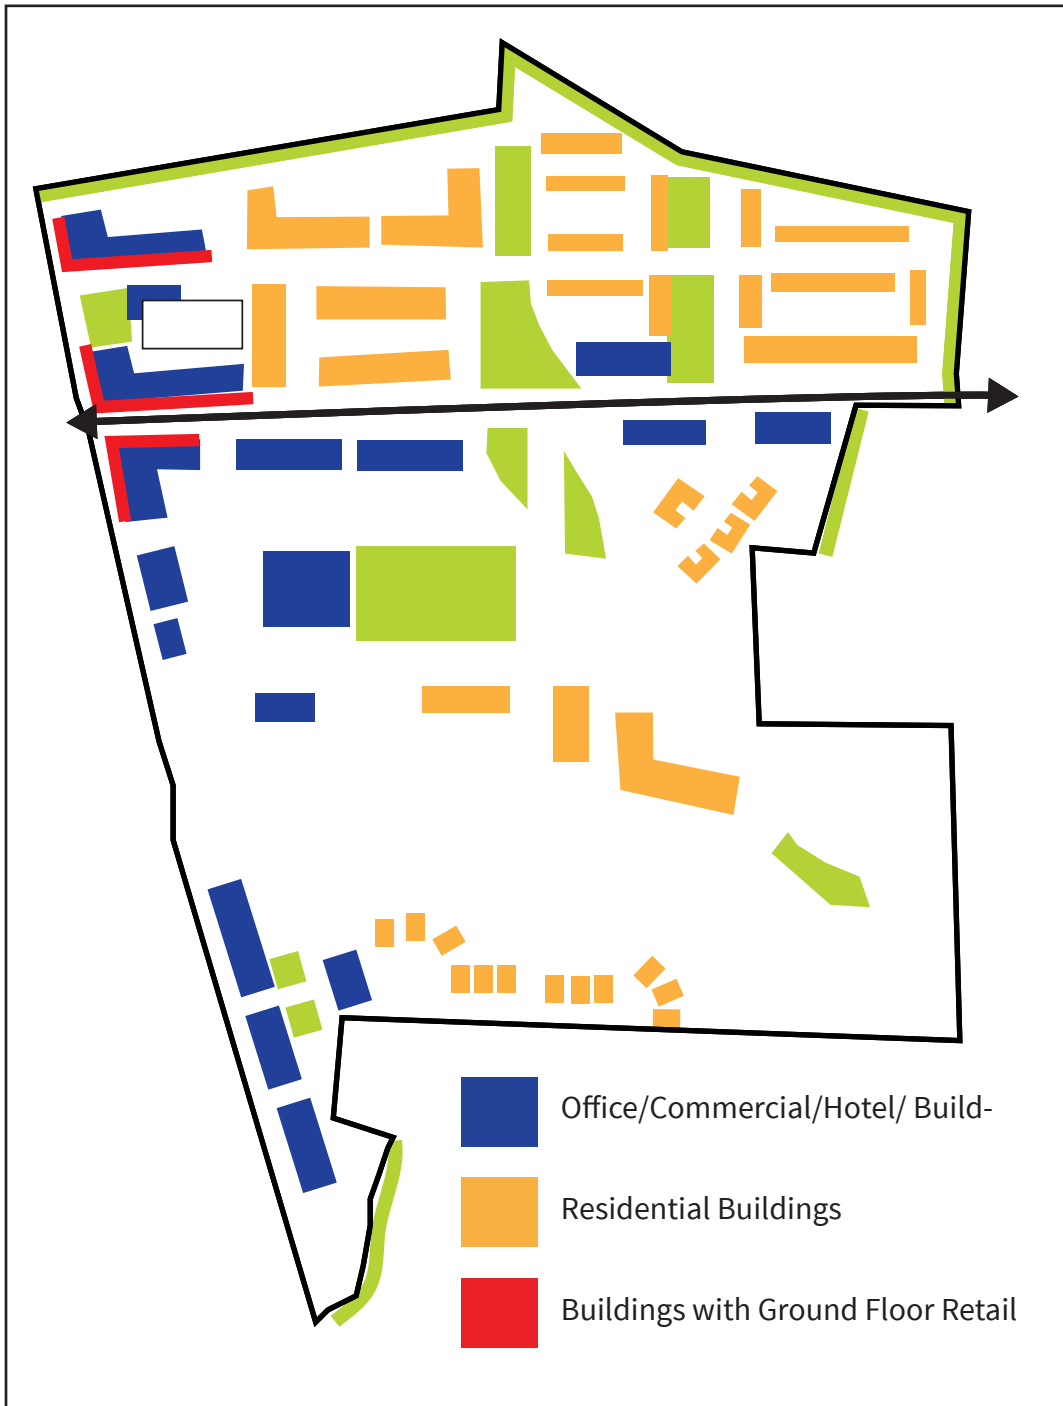 Office/Commercial/Hotel/ Build-
Residential Buildings
Buildings with Ground Floor Retail